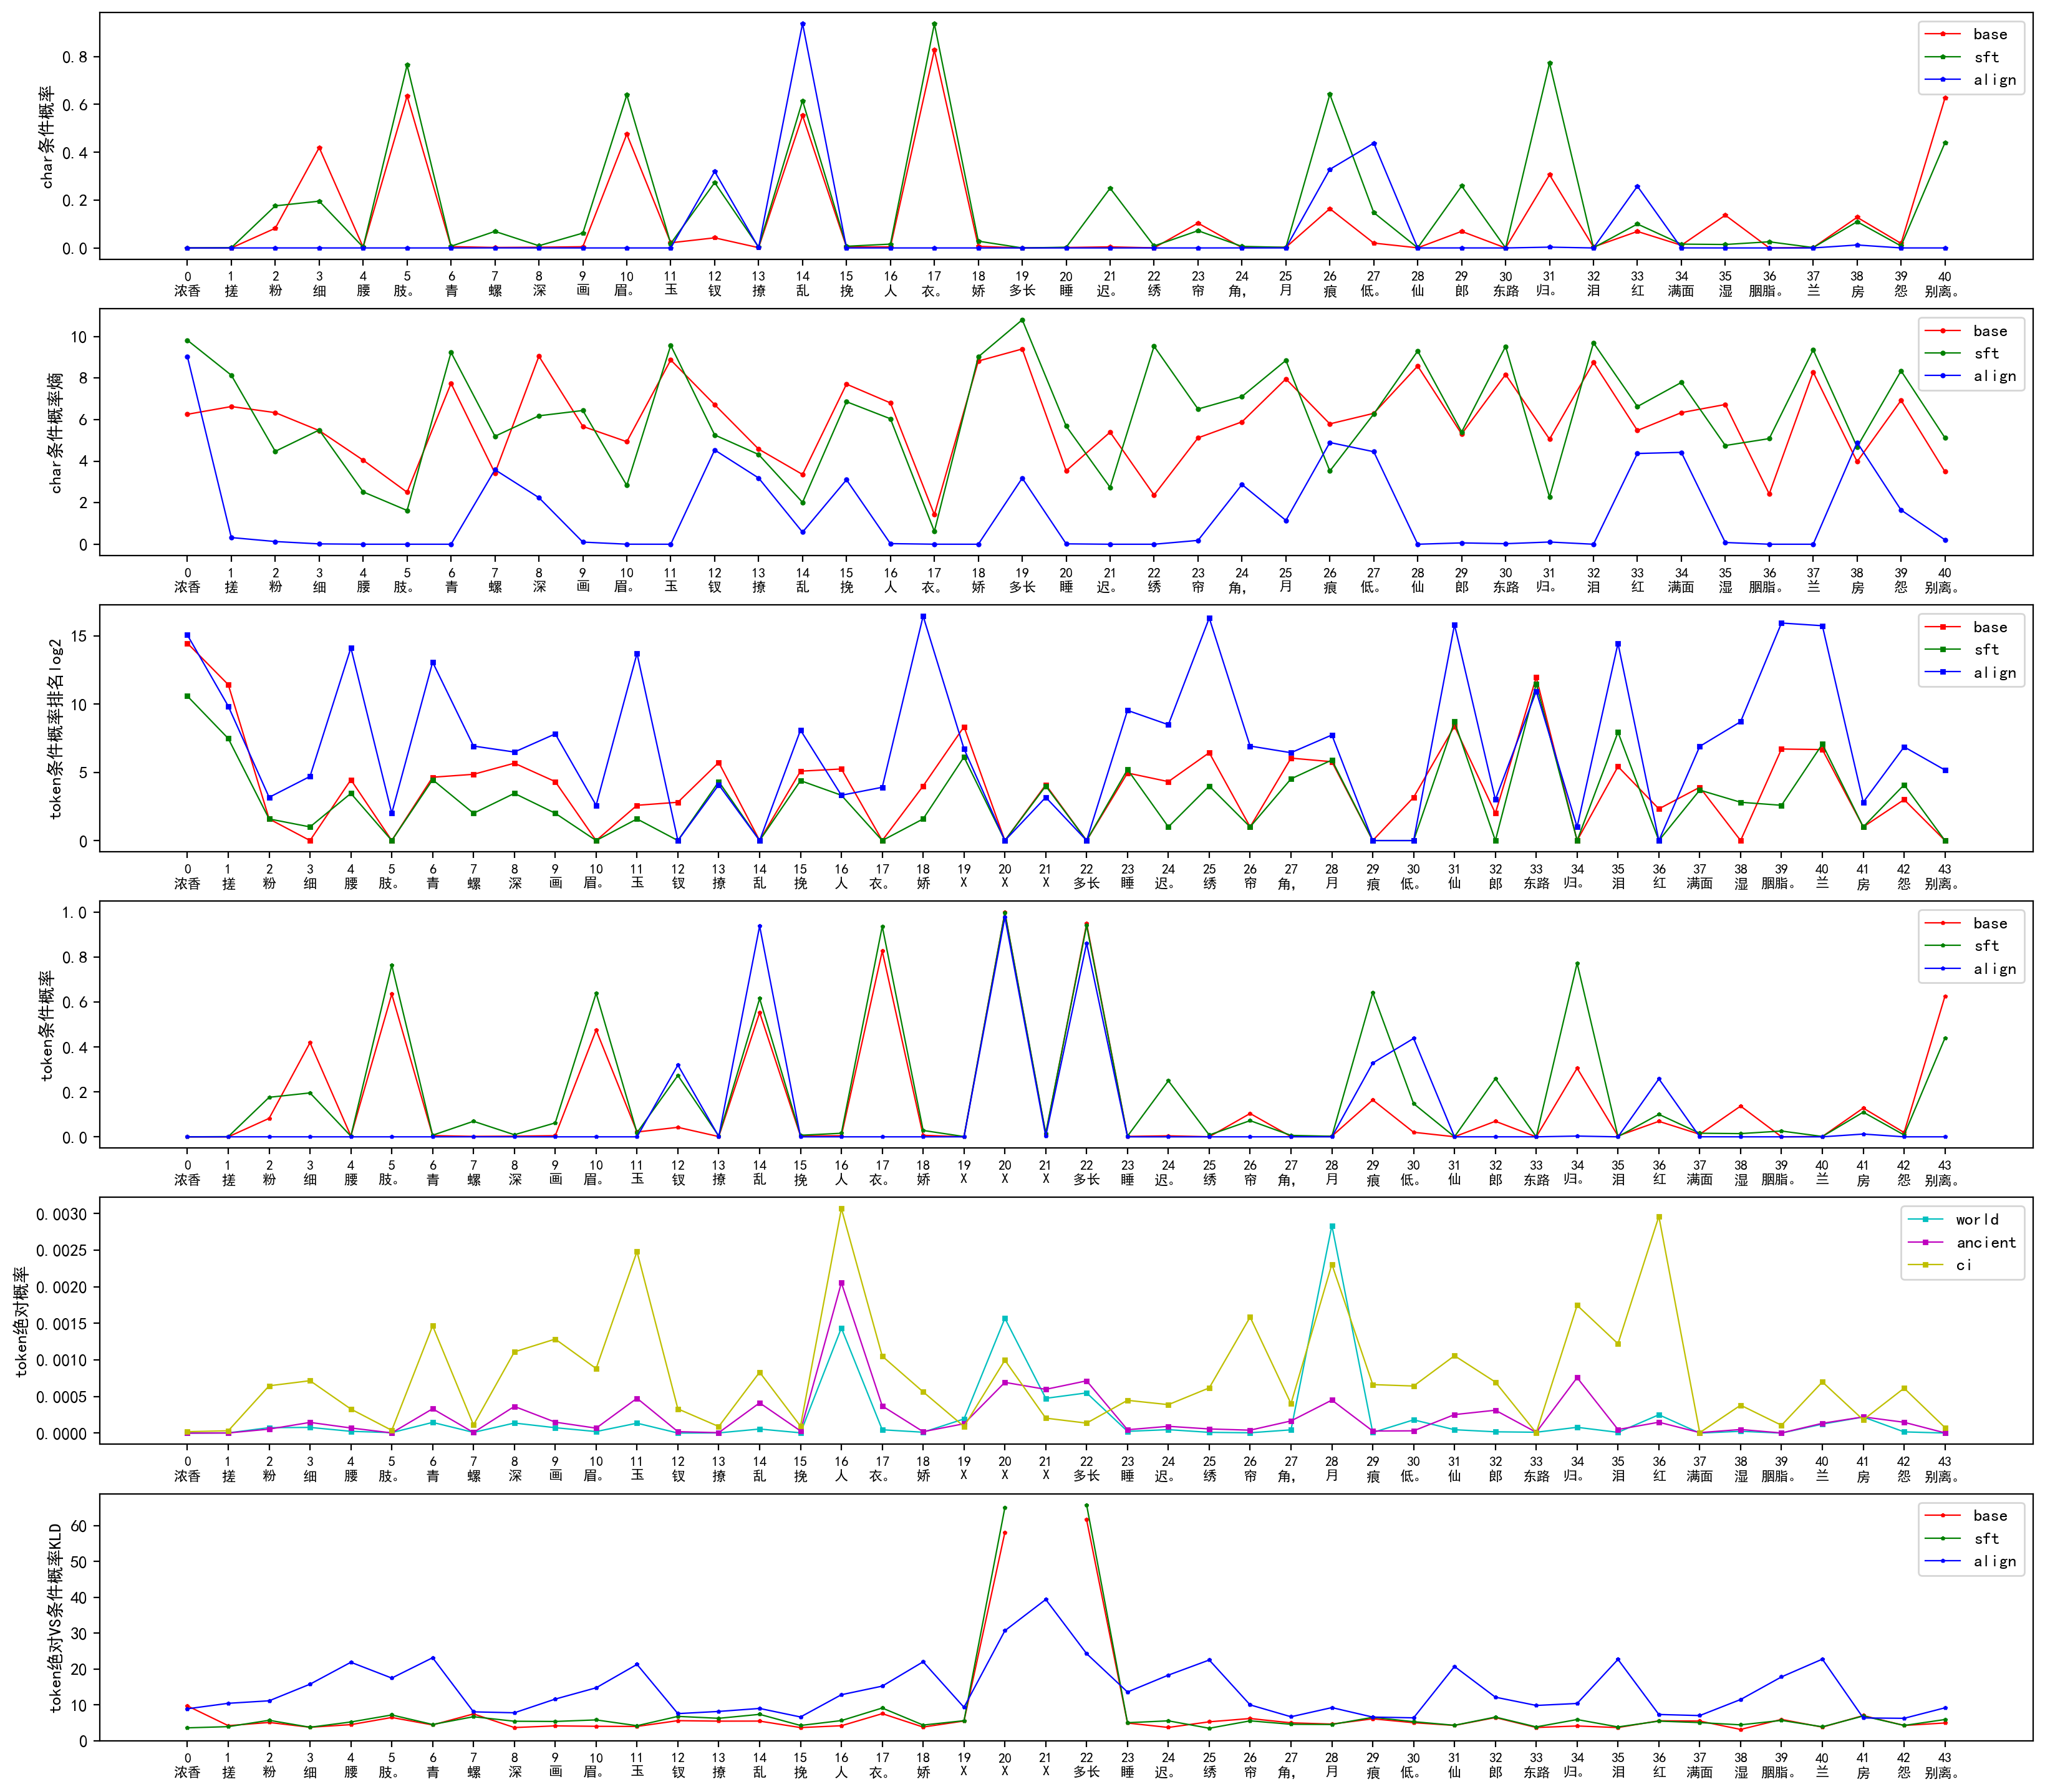 char条件概率
0.8
0.6
0.4
0.2
0.0
base
sft
align
0 1 2 3 4 5 6 7 8 9 10 11 12 13 14 15 16 17 18 19 20 21 22 23 24 25 26 27 28 29 30 31 32 33 34 35 36 37 38 39 40
浓香 搓 粉 细 腰 肢。 青 螺 深 画 眉。 玉 钗 撩 乱 挽 人 衣。 娇 多长 睡 迟。 绣 帘 角, 月 痕 低。 仙 郎 东路 归。 泪 红 满面 湿 胭脂。 兰 房 怨 别离。
char条件概率熵
10
8
6
4
2
0
base
sft
align
0 1 2 3 4 5 6 7 8 9 10 11 12 13 14 15 16 17 18 19 20 21 22 23 24 25 26 27 28 29 30 31 32 33 34 35 36 37 38 39 40
浓香 搓 粉 细 腰 肢。 青 螺 深 画 眉。 玉 钗 撩 乱 挽 人 衣。 娇 多长 睡 迟。 绣 帘 角, 月 痕 低。 仙 郎 东路 归。 泪 红 满面 湿 胭脂。 兰 房 怨 别离。
token条件概率排名log2
15
10
5
0
base
sft
align
0 1 2 3 4 5 6 7 8 9 10 11 12 13 14 15 16 17 18 19 20 21 22 23 24 25 26 27 28 29 30 31 32 33 34 35 36 37 38 39 40 41 42 43
浓香 搓 粉 细 腰 肢。 青 螺 深 画 眉。 玉 钗 撩 乱 挽 人 衣。 娇 X X X 多长 睡 迟。 绣 帘 角, 月 痕 低。 仙 郎 东路 归。 泪 红 满面 湿 胭脂。 兰 房 怨 别离。
token条件概率
1.0
0.8
0.6
0.4
0.2
0.0
base
sft
align
0 1 2 3 4 5 6 7 8 9 10 11 12 13 14 15 16 17 18 19 20 21 22 23 24 25 26 27 28 29 30 31 32 33 34 35 36 37 38 39 40 41 42 43
浓香 搓 粉 细 腰 肢。 青 螺 深 画 眉。 玉 钗 撩 乱 挽 人 衣。 娇 X X X 多长 睡 迟。 绣 帘 角, 月 痕 低。 仙 郎 东路 归。 泪 红 满面 湿 胭脂。 兰 房 怨 别离。
token绝对概率
0.0030
0.0025
0.0020
0.0015
0.0010
0.0005
0.0000
world
ancient
ci
0 1 2 3 4 5 6 7 8 9 10 11 12 13 14 15 16 17 18 19 20 21 22 23 24 25 26 27 28 29 30 31 32 33 34 35 36 37 38 39 40 41 42 43
浓香 搓 粉 细 腰 肢。 青 螺 深 画 眉。 玉 钗 撩 乱 挽 人 衣。 娇 X X X 多长 睡 迟。 绣 帘 角, 月 痕 低。 仙 郎 东路 归。 泪 红 满面 湿 胭脂。 兰 房 怨 别离。
token绝对VS条件概率KLD
60
50
40
30
20
10
0
base
sft
align
0 1 2 3 4 5 6 7 8 9 10 11 12 13 14 15 16 17 18 19 20 21 22 23 24 25 26 27 28 29 30 31 32 33 34 35 36 37 38 39 40 41 42 43
浓香 搓 粉 细 腰 肢。 青 螺 深 画 眉。 玉 钗 撩 乱 挽 人 衣。 娇 X X X 多长 睡 迟。 绣 帘 角, 月 痕 低。 仙 郎 东路 归。 泪 红 满面 湿 胭脂。 兰 房 怨 别离。